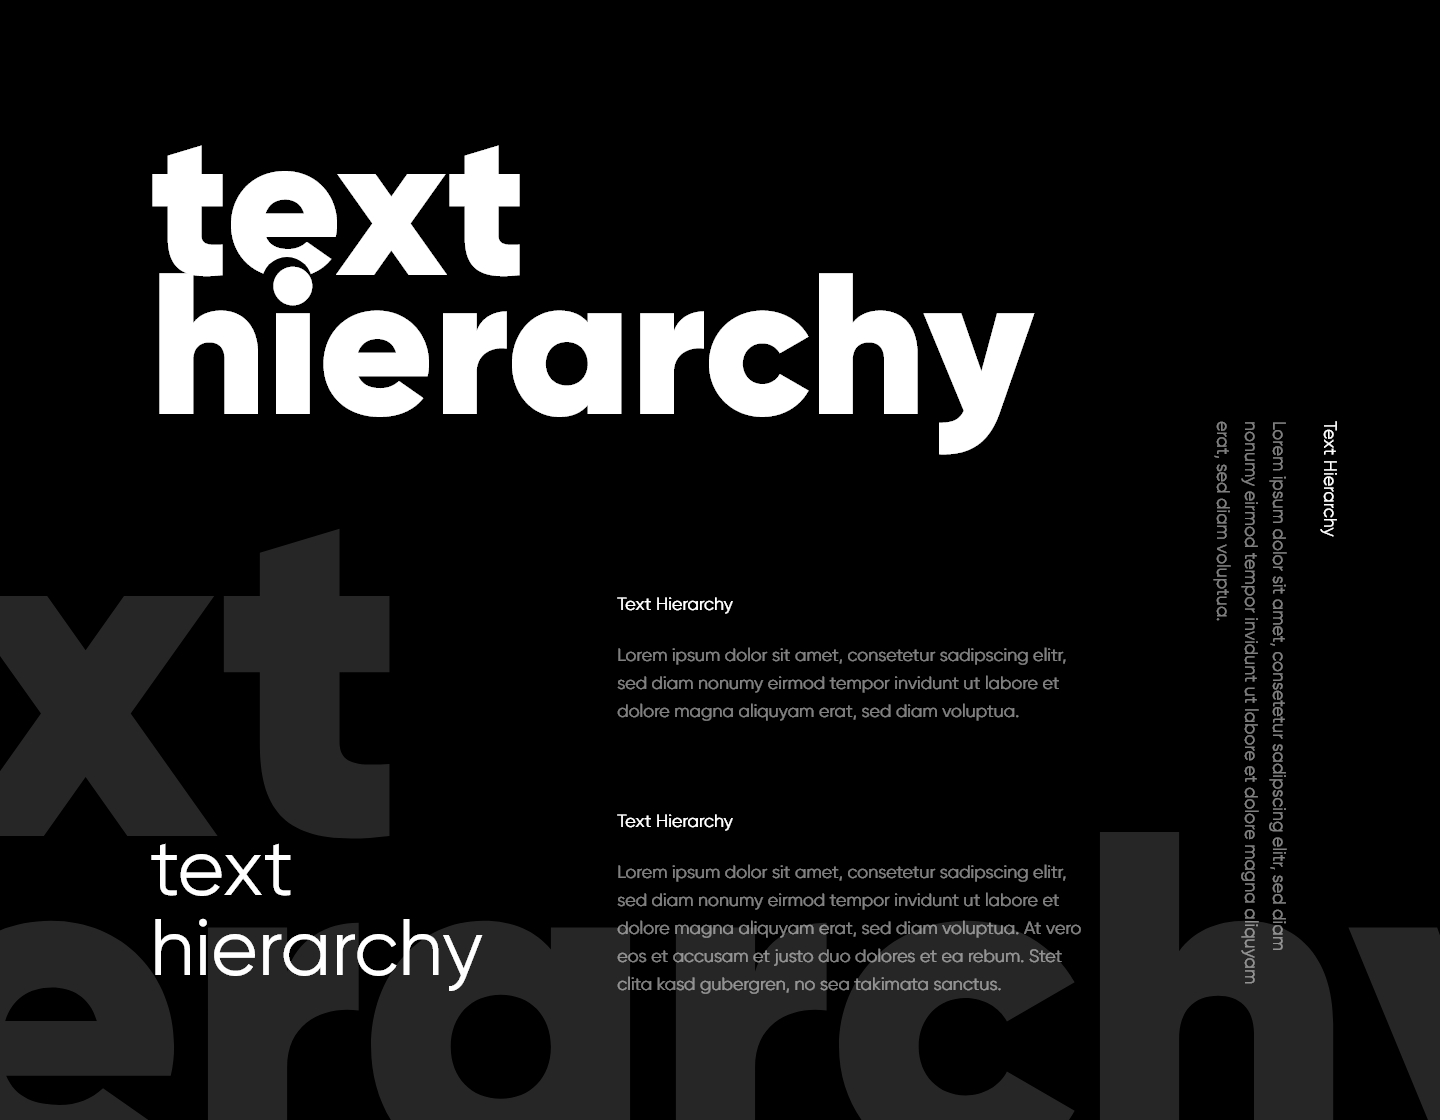 text
hierarchy
Text Hierarchy
Lorem ipsum dolor sit amet, consetetur sadipscing elitr, sed diam
nonumy eirmod tempor invidunt ut labore et dolore magna aliquyam
erat, sed diam voluptua.
xt
Text Hierarchy
Lorem ipsum dolor sit amet, consetetur sadipscing elitr,
sed diam nonumy eirmod tempor invidunt ut labore et
dolore magna aliquyam erat, sed diam voluptua.
text
hierarchy
Text Hierarchy
Lorem ipsum dolor sit amet, consetetur sadipscing elitr,
sed diam nonumy eirmod tempor invidunt ut labore et
dolore magna aliquyam erat, sed diam voluptua. At vero
eos et accusam et justo duo dolores et ea rebum. Stet
clita kasd gubergren, no sea takimata sanctus.
erarchy